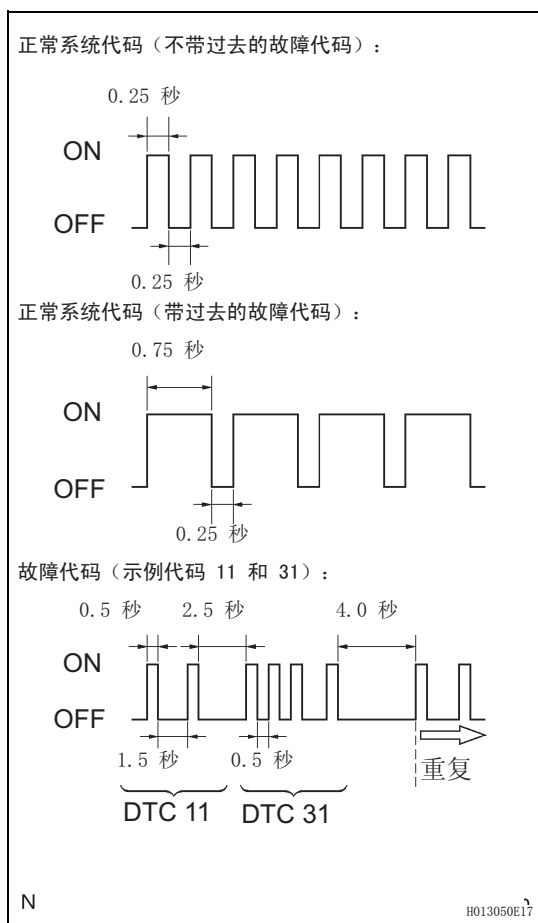 正常系统代码（不带过去的故障代码）：
0.25 秒
ON
OFF
0.25 秒
正常系统代码（带过去的故障代码）：
0.75 秒
ON
OFF
0.25 秒
故障代码（示例代码 11 和 31）：
0.5 秒 2.5 秒 4.0 秒
ON
OFF
1.5 秒 0.5 秒 重复
DTC 11 DTC 31
N
H013050E17